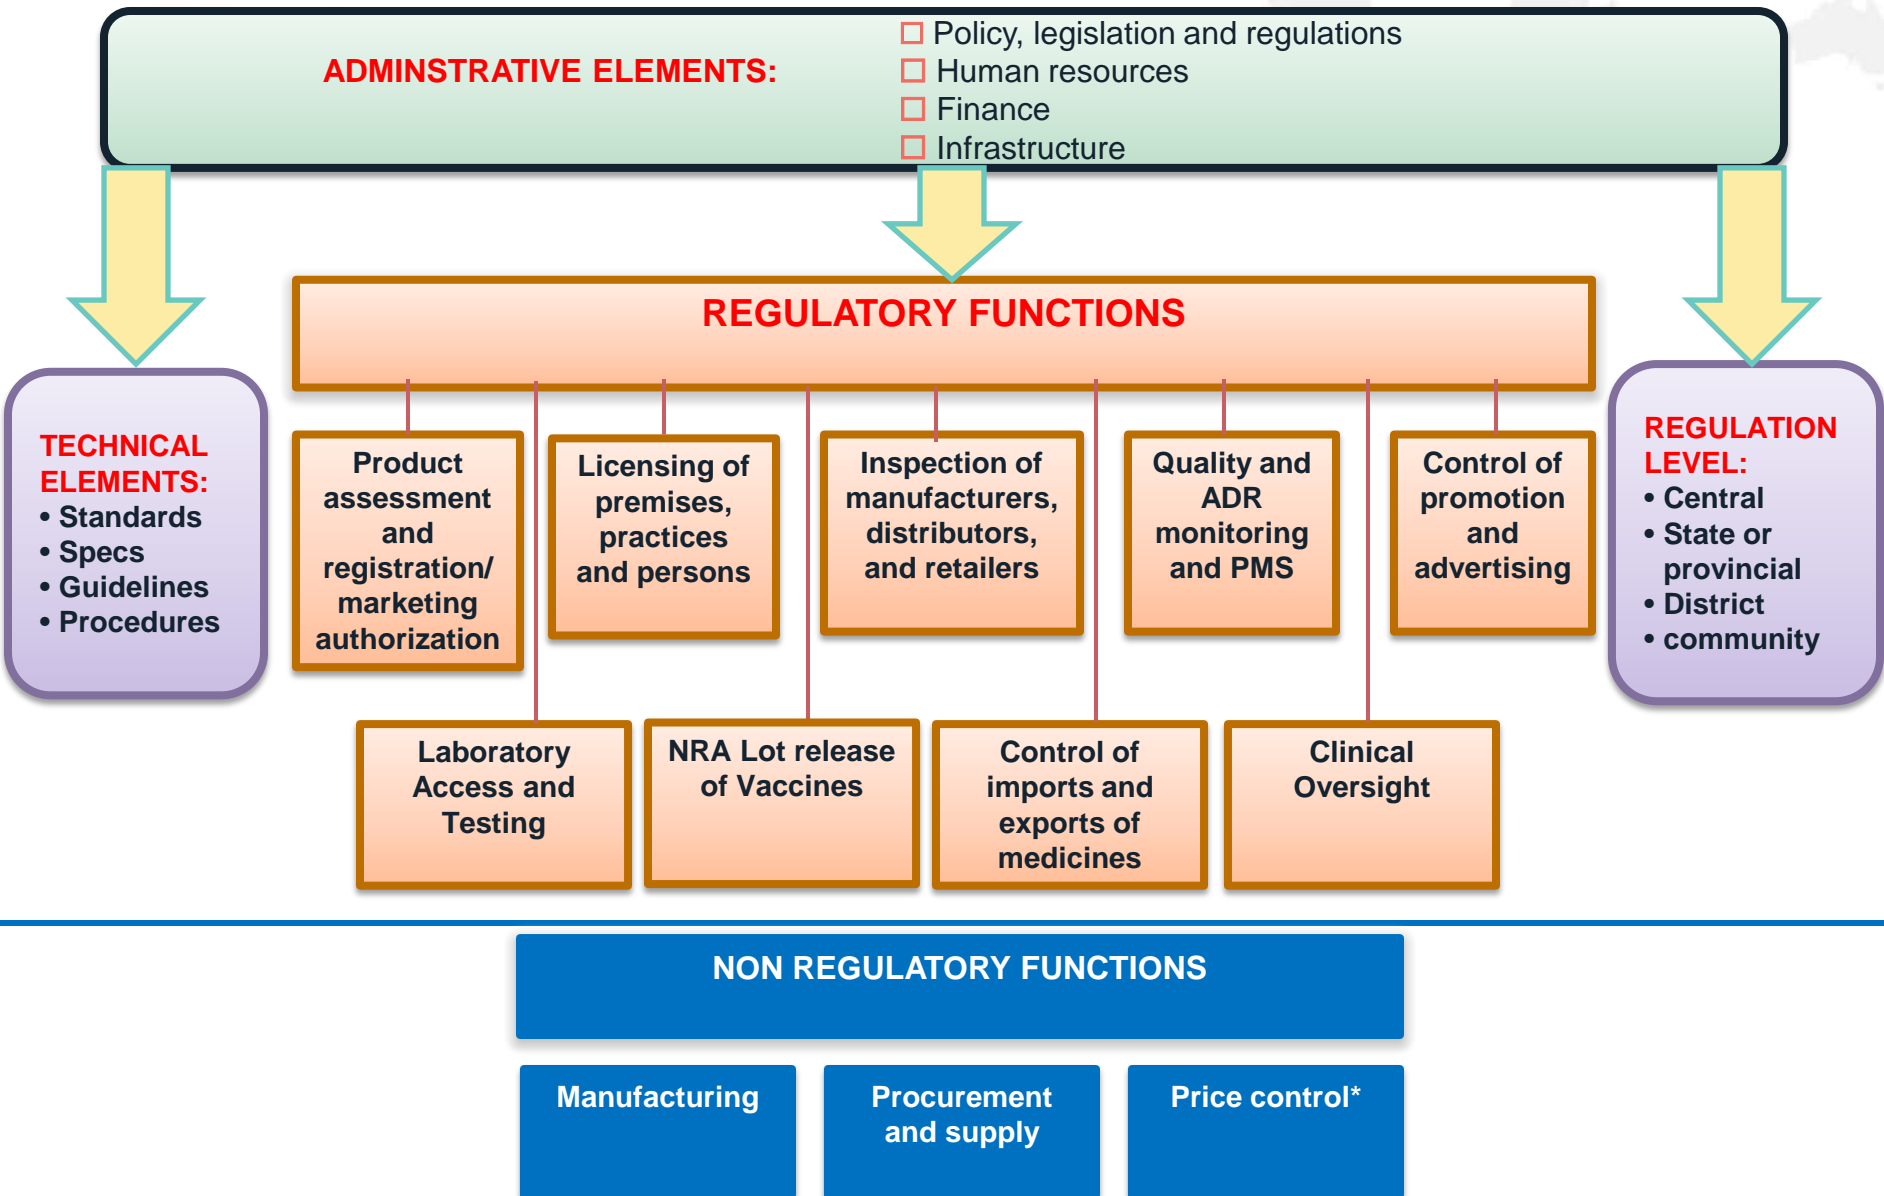 ADMINSTRATIVE ELEMENTS:
Policy, legislation and regulations
Human resources
Finance
Infrastructure
REGULATORY FUNCTIONS
TECHNICAL
ELEMENTS:
• Standards
• Specs
• Guidelines
• Procedures
Product
assessment
and
registration/
marketing
authorization
Licensing of
premises,
practices
and persons
Inspection of
manufacturers,
distributors,
and retailers
Quality and
ADR
monitoring
and PMS
Control of
promotion
and
advertising
REGULATION
LEVEL:
• Central
• State or
provincial
• District
• community
Laboratory
Access and
Testing
NRA Lot release
of Vaccines
Control of
imports and
exports of
medicines
Clinical
Oversight
NON REGULATORY FUNCTIONS
Manufacturing
Procurement
and supply
Price control*